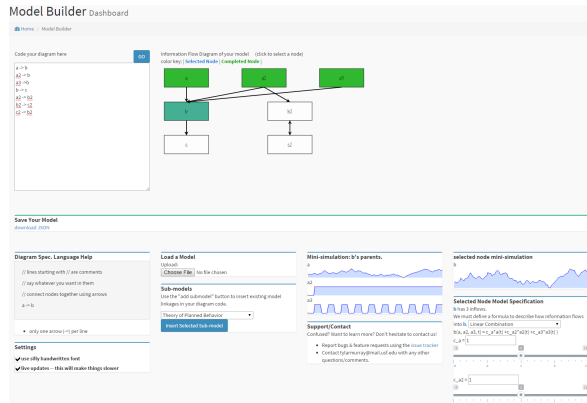 Model Builder Dashboard
Home / Model Builder
Code your diagram here
GO
a -> b
a2 -> b
a3 ->b
b -> c
a2 -> b2
b2 -> c2
c2 -> b2
Information Flow Diagram of your model (click to select a node)
color key: | Selected Node | Completed Node |
a
a2
a3
b
b2
c
c2
Save Your Model
download JSON
Diagram Spec. Language Help
// lines starting with // are comments
// say whatever you want in them
// connect nodes together using arrows
a -> b
only one arrow (->) per line
Settings
use silly handwritten font
live updates -- this will make things slower
Load a Model
Upload:
Choose File No file chosen
Sub-models
Use the "add submodel" button to insert existing model
linkages in your diagram code.
Theory of Planned Behavior
Insert Selected Sub-model
Mini-simulation: b's parents.
a
a2
a3
Support/Contact
Confused? Want to learn more? Don't hesitate to contact us!
Report bugs & feature requests using the issue tracker
Contact tylarmurray@mail.usf.edu with any other
questions/comments.
selected node mini-simulation
b
Selected Node Model Specification
b has 3 inflows.
We must define a formula to describe how information flows
into b. Linear Combination
c_a = 1
c_a2 = 1